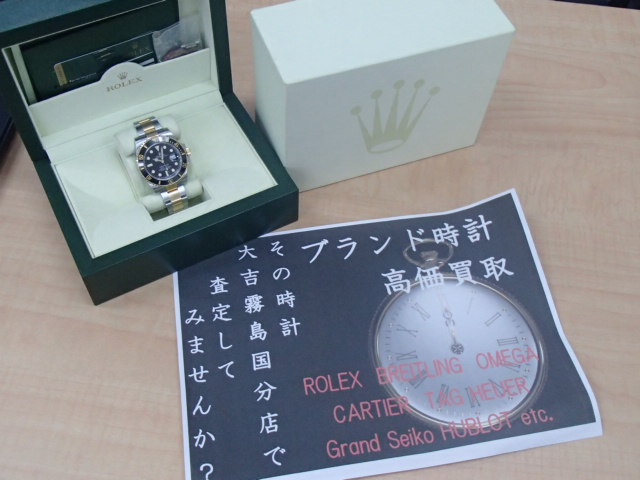 ROLEX
ブランド時計
高価買取
その時計
大吉霧島国分店で
査定して
みませんか?
ROLEX BREITLING OMEGA
CARTIER TAG HEUER
Grand Seiko HUBLOT etc.